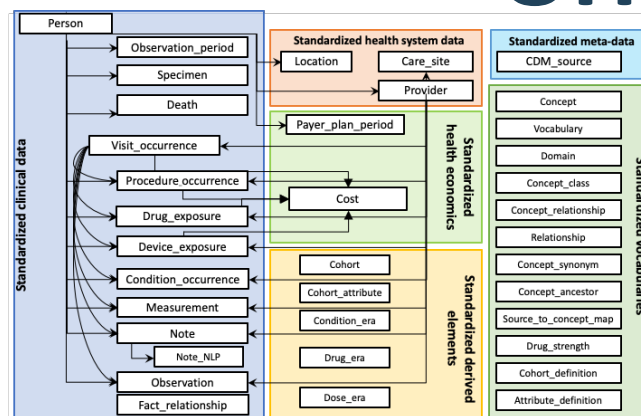 Person
Observation_period
Specimen
Death
Visit_occurrence
Procedure_occurrence
Drug_exposure
Device_exposure
Condition_occurrence
Measurement
Note
Note_NLP
Observation
Fact_relationship
Standardized clinical data
Standardized health system data
Location
Care_site
Provider
Payer_plan_period
Cost
Standardized
health economics
Cohort
Cohort_attribute
Condition_era
Drug_era
Dose_era
Standardized derived
elements
Standardized meta-data
CDM_source
Concept
Vocabulary
Domain
Concept_class
Concept_relationship
Relationship
Concept_synonym
Concept_ancestor
Source_to_concept_map
Drug_strength
Cohort_definition
Attribute_definition